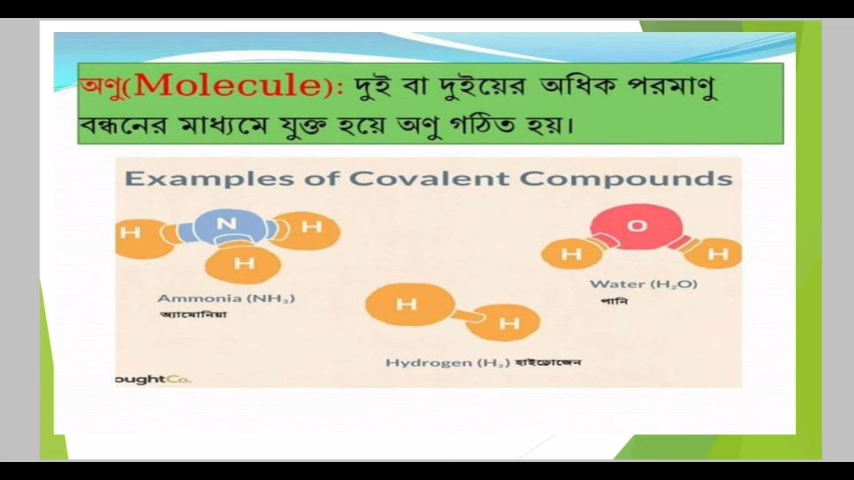 অণু(Molecule): দুই বা দুইয়ের অধিক পরমাণু
বন্ধনের মাধ্যমে যুক্ত হয়ে অণু গঠিত হয়।
Examples of Covalent Compounds
H N H
H
Ammonia (NH₃)
অ্যামোনিয়া
H
H
Hydrogen (H₂) হাইড্রোজেন
O
H H
Water (H₂O)
পানি
oughtCo.